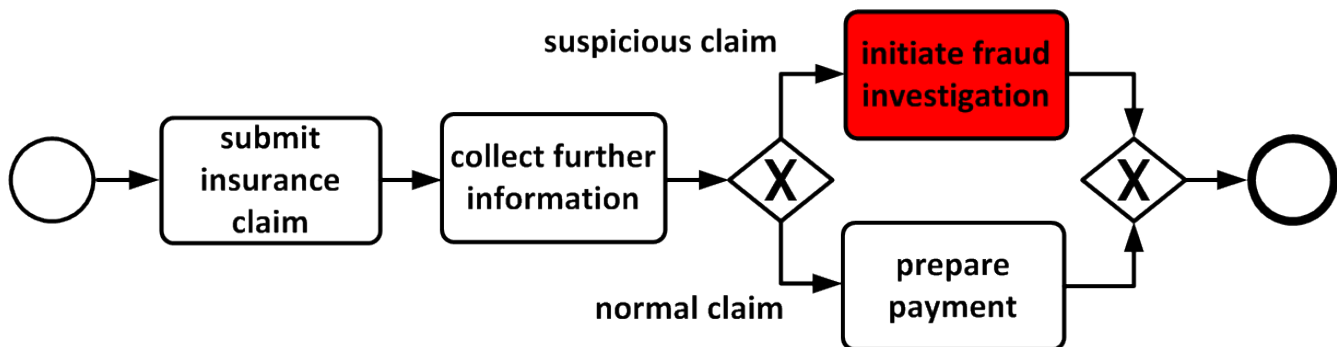 submit
insurance
claim
collect further
information
X
suspicious claim
initiate fraud
investigation
normal claim
prepare
payment
X